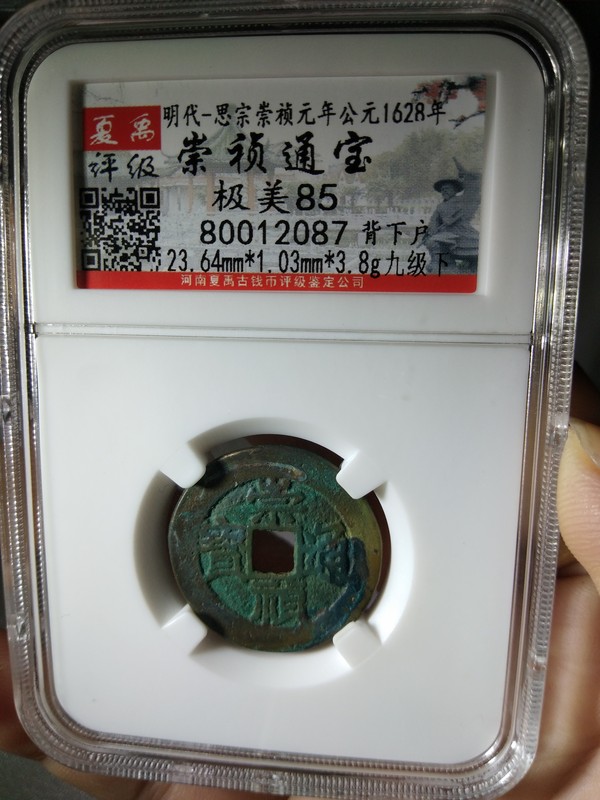 夏禹
评级
明代-思宗崇祯元年公元1628年
崇祯通宝
极美85
80012087 背下户
23.64mm*1.03mm*3.8g九级下
河南夏禹古钱币评级鉴定公司
崇祯通寶